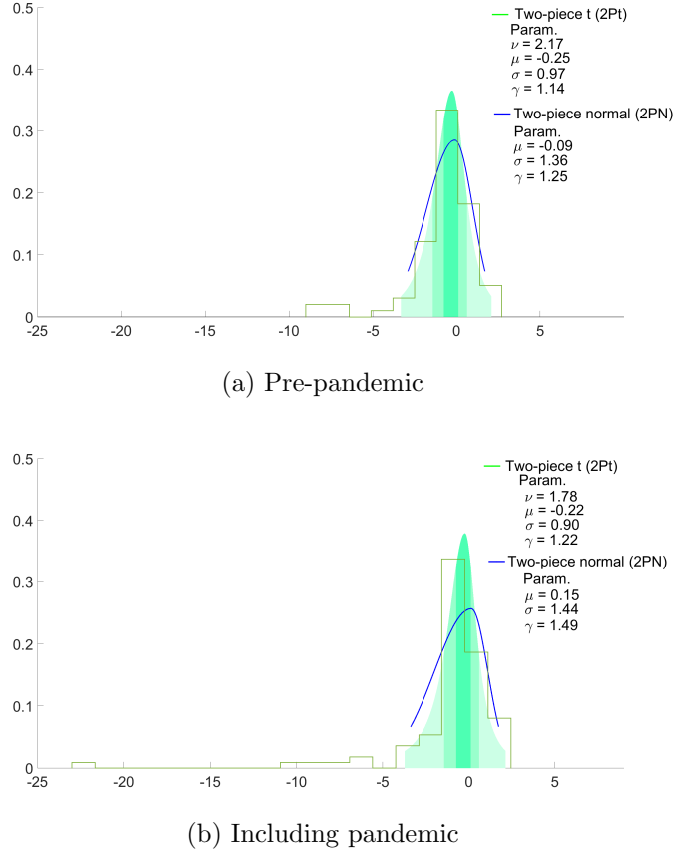 0.5
Two-piece t (2Pt)
Param.
ν = 2.17
μ = -0.25
σ = 0.97
γ = 1.14
Two-piece normal (2PN)
Param.
μ = -0.09
σ = 1.36
γ = 1.25
0.4
0.3
0.2
0.1
0
-25 -20 -15 -10 -5 0 5
(a) Pre-pandemic
0.5
Two-piece t (2Pt)
Param.
ν = 1.78
μ = -0.22
σ = 0.90
γ = 1.22
Two-piece normal (2PN)
Param.
μ = 0.15
σ = 1.44
γ = 1.49
0.4
0.3
0.2
0.1
0
-25 -20 -15 -10 -5 0 5
(b) Including pandemic